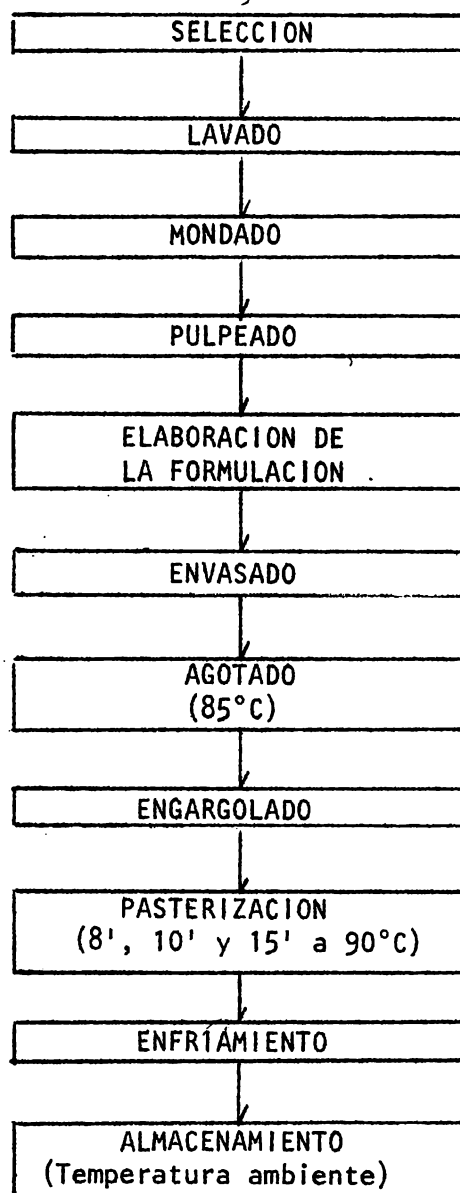 SELECCION
LAVADO
MONDADO
PULPEADO
ELABORACION DE
LA FORMULACION
ENVASADO
AGOTADO
(85°C)
ENGARGOLADO
PASTERIZACION
(8', 10' y 15' a 90°C)
ENFRIAMIENTO
ALMACENAMIENTO
(Temperatura ambiente)